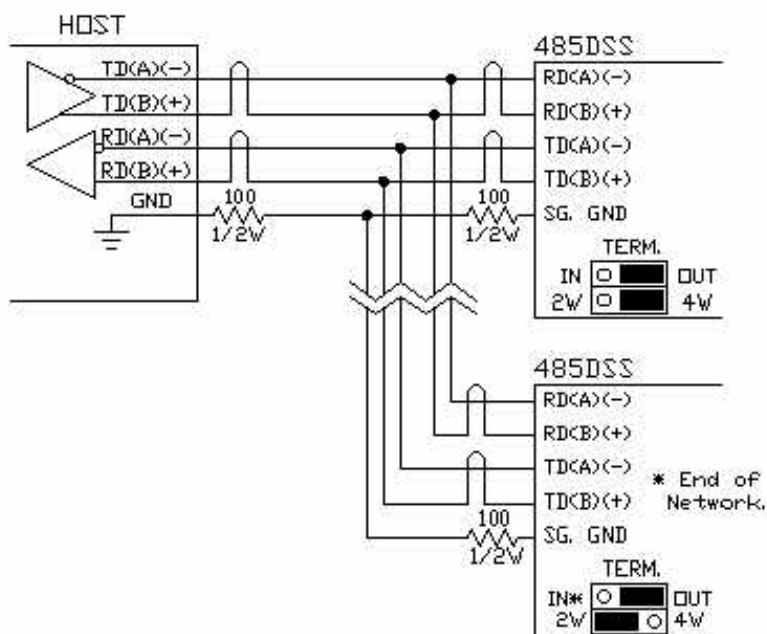 HOST
TD(A)(-)
TD(B)(+)
RD(A)(-)
RD(B)(+)
GND
100
1/2W
100
1/2W
485DSS
RD(A)(-)
RD(B)(+)
TD(A)(-)
TD(B)(+)
SG. GND
TERM.
IN OUT
2W 4W
485DSS
RD(A)(-)
RD(B)(+)
TD(A)(-)
TD(B)(+)
SG. GND
* End of
Network.
100
1/2W
TERM.
IN* OUT
2W 4W